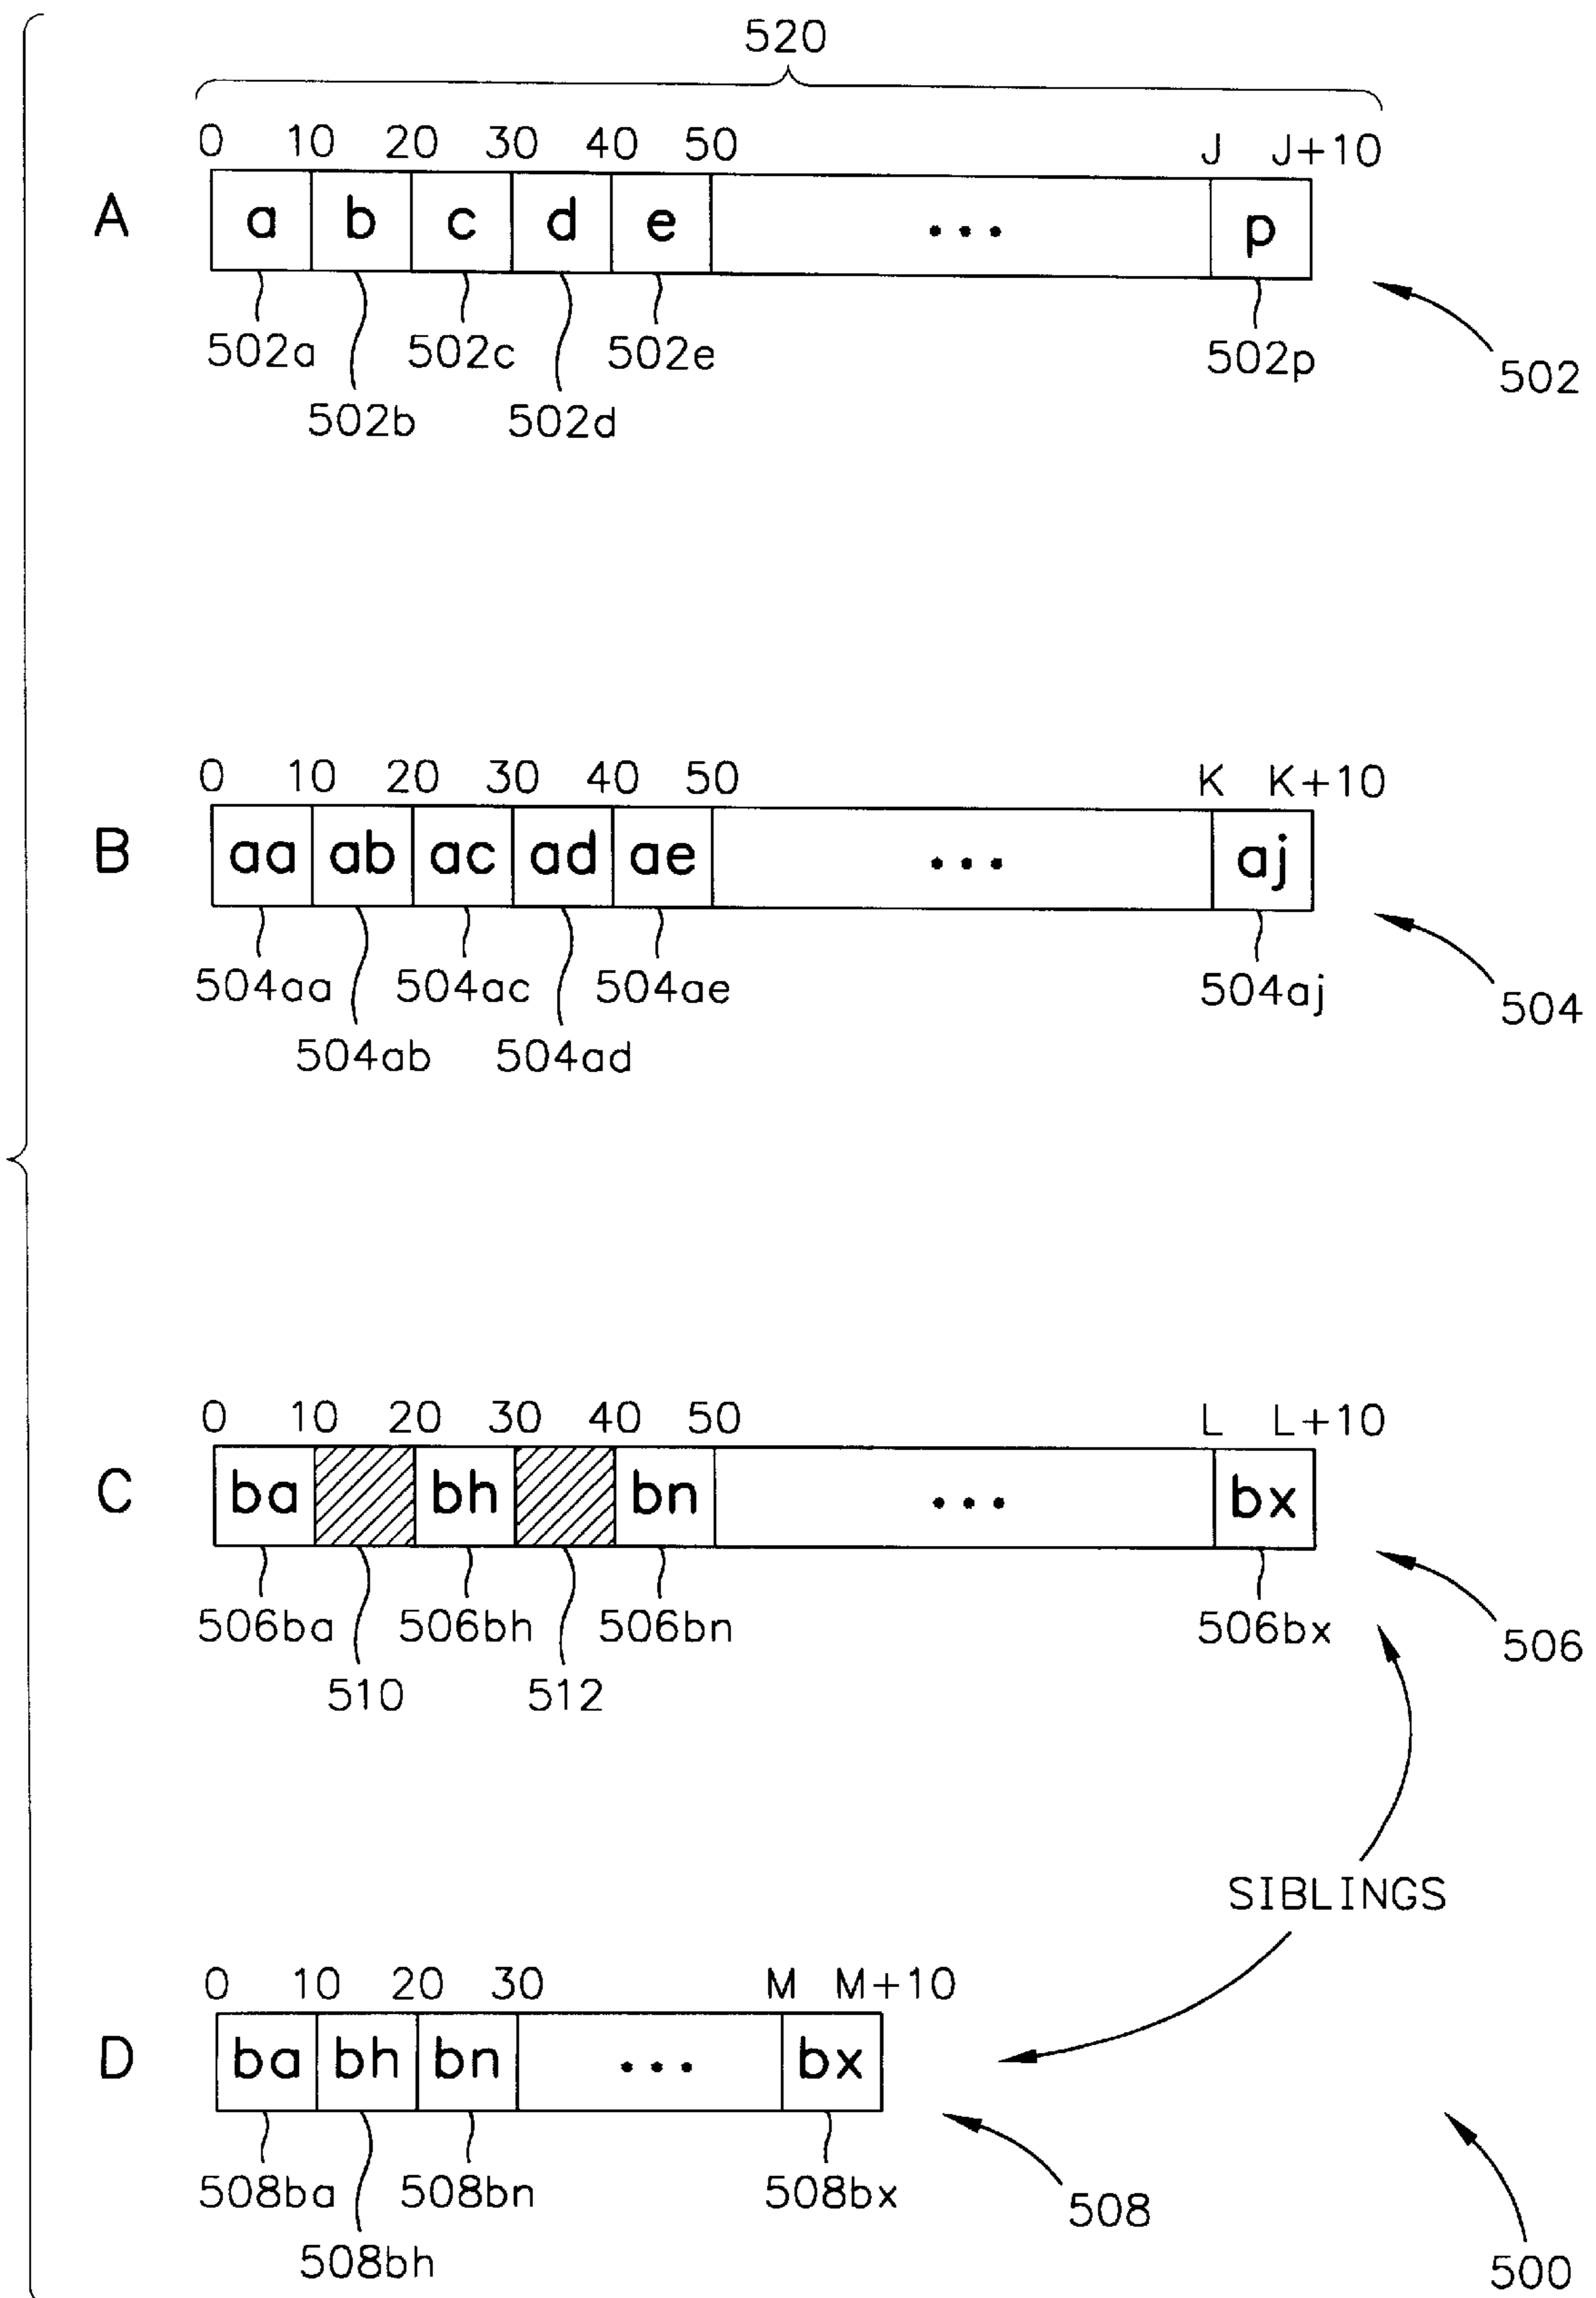 520
0 10 20 30 40 50 J J+10
A a b c d e ... p
502a 502c 502e 502p 502
502b 502d
0 10 20 30 40 50 K K+10
B aa ab ac ad ae ... aj
504aa 504ac 504ae 504aj 504
504ab 504ad
0 10 20 30 40 50 L L+10
C ba bh bn ... bx
506ba 506bh 506bn 506bx 506
510 512
SIBLINGS
0 10 20 30 M M+10
D ba bh bn ... bx
508ba 508bn 508bx 508
508bh 500